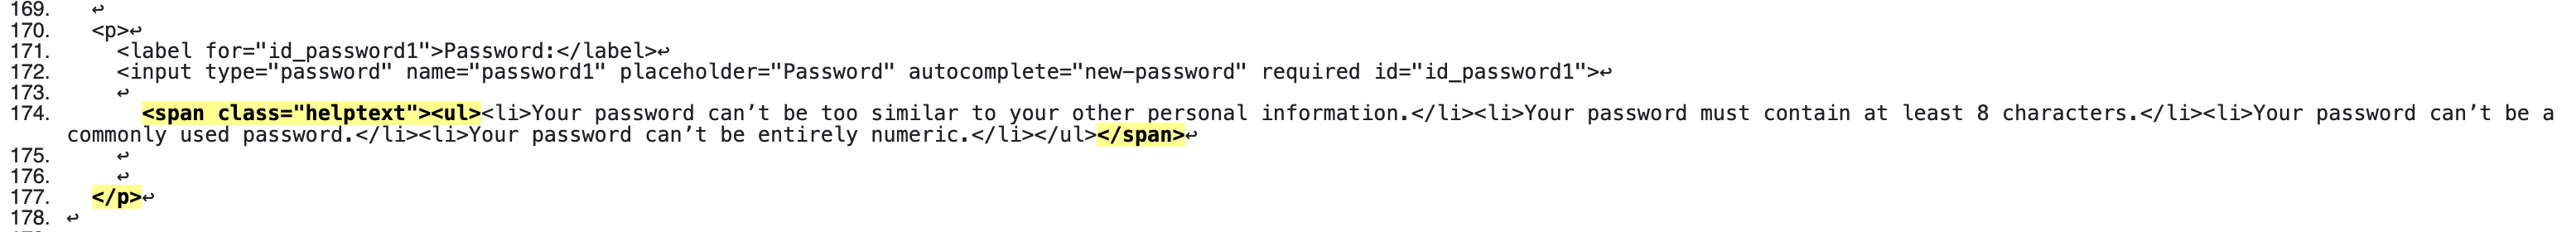 169. ↩
170. <p>↩
171. <label for="id_password1">Password:</label>↩
172. <input type="password" name="password1" placeholder="Password" autocomplete="new-password" required id="id_password1">↩
173. ↩
174. <span class="helptext"><ul><li>Your password can’t be too similar to your other personal information.</li><li>Your password must contain at least 8 characters.</li><li>Your password can’t be a
commonly used password.</li><li>Your password can’t be entirely numeric.</li></ul></span>↩
175. ↩
176. ↩
177. </p>↩
178. ↩